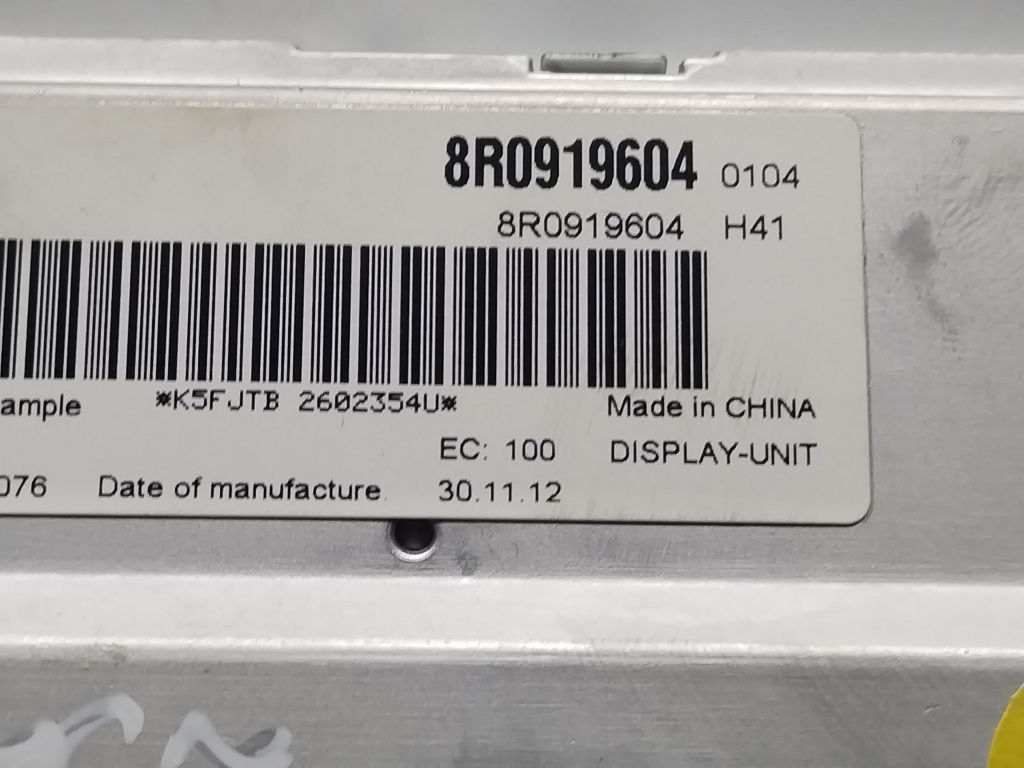 8R0919604 0104
8R0919604 H41
ample *K5FJTB 2602354U* Made in CHINA
EC: 100 DISPLAY-UNIT
076 Date of manufacture 30.11.12